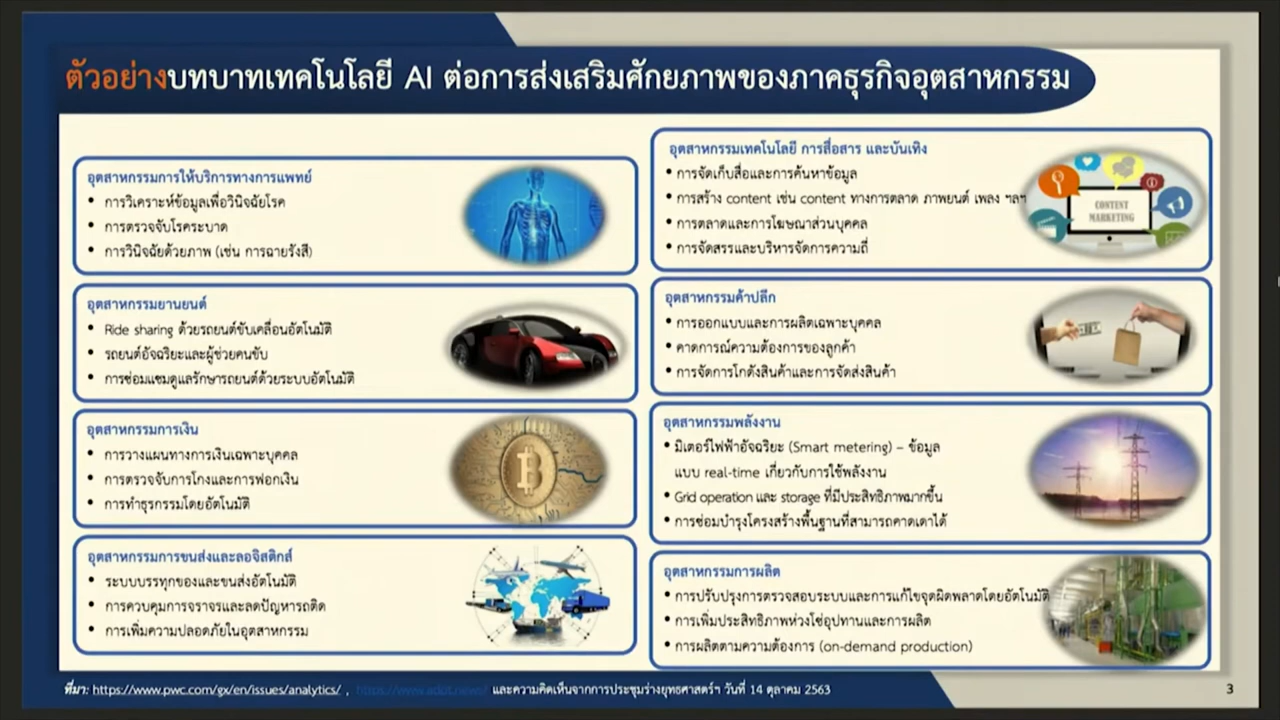 ตัวอย่างบทบาทเทคโนโลยี AI ต่อการส่งเสริมศักยภาพของภาคธุรกิจอุตสาหกรรม
อุตสาหกรรมการให้บริการทางการแพทย์
• การวิเคราะห์ข้อมูลเพื่อวินิจฉัยโรค
• การตรวจจับโรคระบาด
• การวินิจฉัยด้วยภาพ (เช่น การฉายรังสี)
อุตสาหกรรมยานยนต์
• Ride sharing ด้วยรถยนต์ขับเคลื่อนอัตโนมัติ
• รถยนต์อัจฉริยะและผู้ช่วยคนขับ
• การซ่อมแซมดูแลรักษารถยนต์ด้วยระบบอัตโนมัติ
อุตสาหกรรมการเงิน
• การวางแผนทางการเงินเฉพาะบุคคล
• การตรวจจับการโกงและการฟอกเงิน
• การทำธุรกรรมโดยอัตโนมัติ
อุตสาหกรรมการขนส่งและลอจิสติกส์
• ระบบบรรทุกของและขนส่งอัตโนมัติ
• การควบคุมการจราจรและลดปัญหารถติด
• การเพิ่มความปลอดภัยในอุตสาหกรรม
อุตสาหกรรมเทคโนโลยี การสื่อสาร และบันเทิง
• การจัดเก็บสื่อและการค้นหาข้อมูล
• การสร้าง content เช่น content ทางการตลาด ภาพยนต์ เพลง ฯลฯ
• การตลาดและการโฆษณาส่วนบุคคล
• การจัดสรรและบริหารจัดการความถี่
CONTENT
MARKETING
อุตสาหกรรมค้าปลีก
• การออกแบบและการผลิตเฉพาะบุคคล
• คาดการณ์ความต้องการของลูกค้า
• การจัดการโกดังสินค้าและการจัดส่งสินค้า
อุตสาหกรรมพลังงาน
• มิเตอร์ไฟฟ้าอัจฉริยะ (Smart metering) – ข้อมูล
แบบ real-time เกี่ยวกับการใช้พลังงาน
• Grid operation และ storage ที่มีประสิทธิภาพมากขึ้น
• การซ่อมบำรุงโครงสร้างพื้นฐานที่สามารถคาดเดาได้
อุตสาหกรรมการผลิต
• การปรับปรุงการตรวจสอบระบบและการแก้ไขจุดผิดพลาดโดยอัตโนมัติ
• การเพิ่มประสิทธิภาพห่วงโซ่อุปทานและการผลิต
• การผลิตตามความต้องการ (on-demand production)
ที่มา: https://www.pwc.com/gx/en/issues/analytics/ , และความคิดเห็นจากการประชุมร่างยุทธศาสตร์ฯ วันที่ 14 ตุลาคม 2563
3